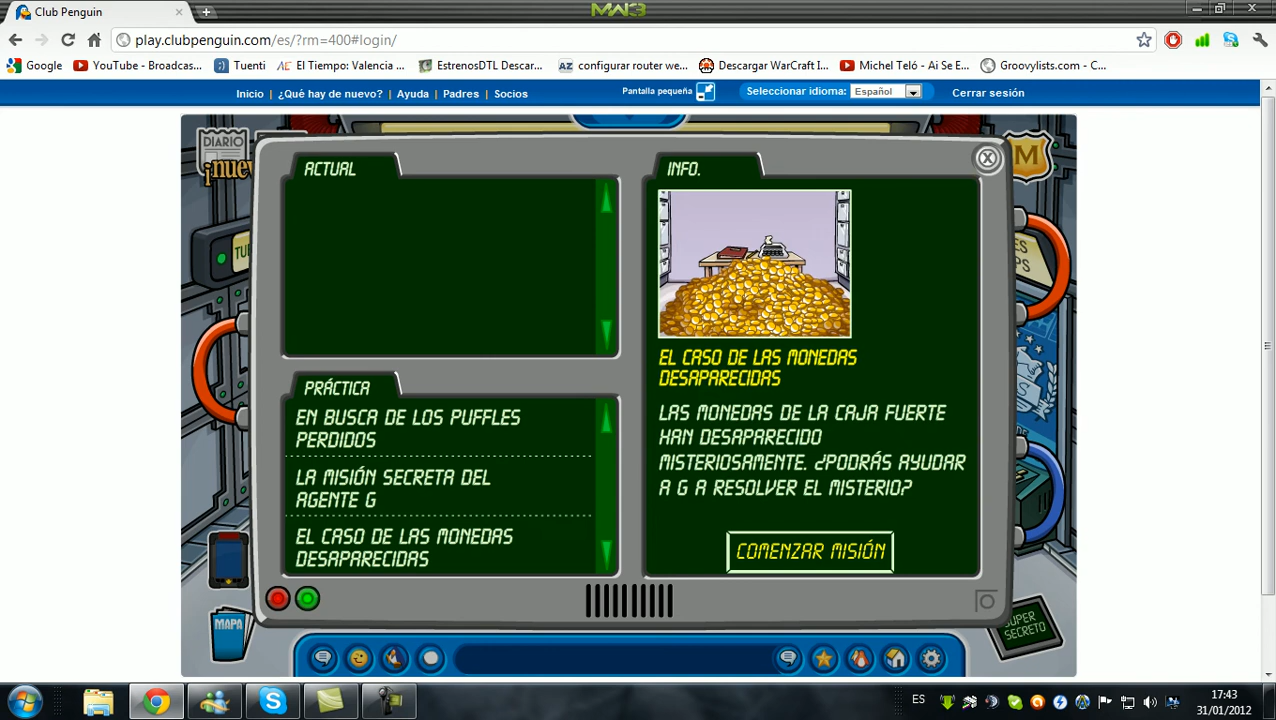 Club Penguin
MW3
play.clubpenguin.com/es/?rm=400#login/
Google
YouTube - Broadcas...
Tuenti
El Tiempo: Valencia ...
EstrenosDTL Descar...
configurar router we...
Descargar WarCraft I...
Michel Teló - Ai Se E...
Groovylists.com - C...
Inicio | ¿Qué hay de nuevo? | Ayuda | Padres | Socios
Pantalla pequeña
Seleccionar idioma: Español
Cerrar sesión
DIARIO
¡nuev
M
ACTUAL
INFO.
EL CASO DE LAS MONEDAS
DESAPARECIDAS
LAS MONEDAS DE LA CAJA FUERTE
HAN DESAPARECIDO
MISTERIOSAMENTE. ¿PODRÁS AYUDAR
A G A RESOLVER EL MISTERIO?
COMENZAR MISIÓN
PRÁCTICA
EN BUSCA DE LOS PUFFLES
PERDIDOS
LA MISIÓN SECRETA DEL
AGENTE G
EL CASO DE LAS MONEDAS
DESAPARECIDAS
MAPA
SUPER
SECRETO
ES
17:43
31/01/2012